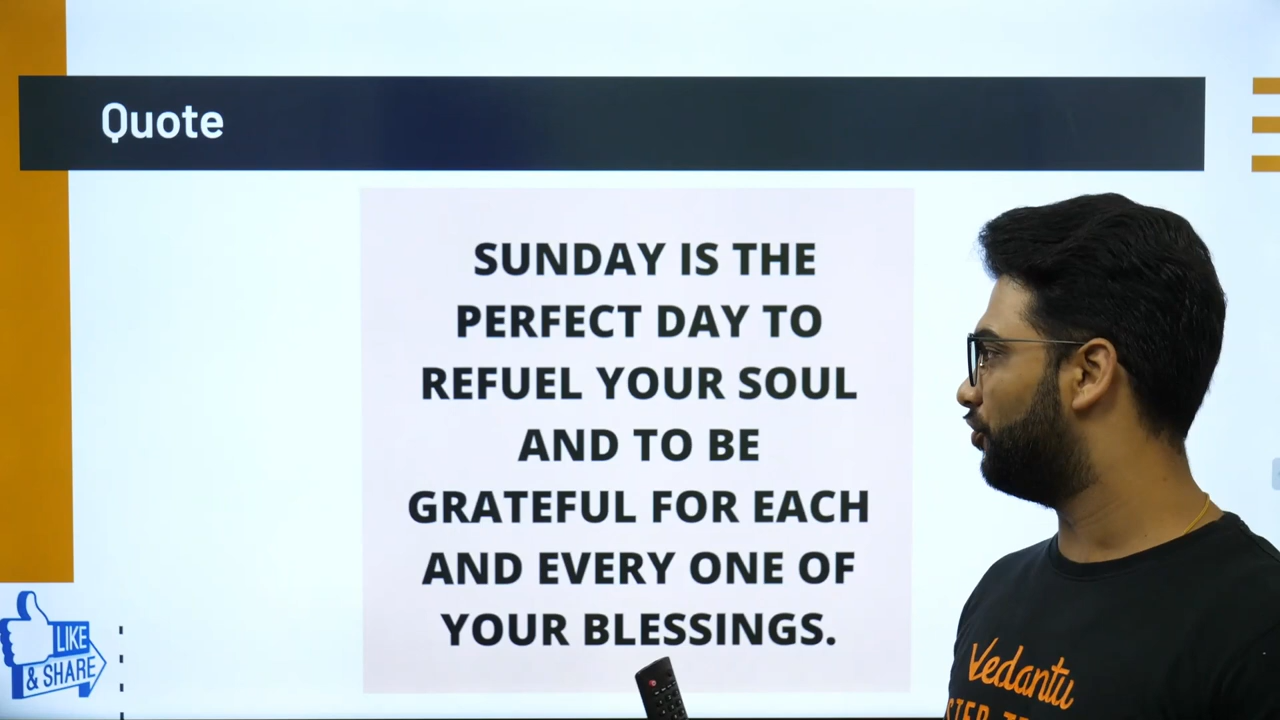 Quote
SUNDAY IS THE
PERFECT DAY TO
REFUEL YOUR SOUL
AND TO BE
GRATEFUL FOR EACH
AND EVERY ONE OF
YOUR BLESSINGS.
LIKE
& SHARE
Vedantu